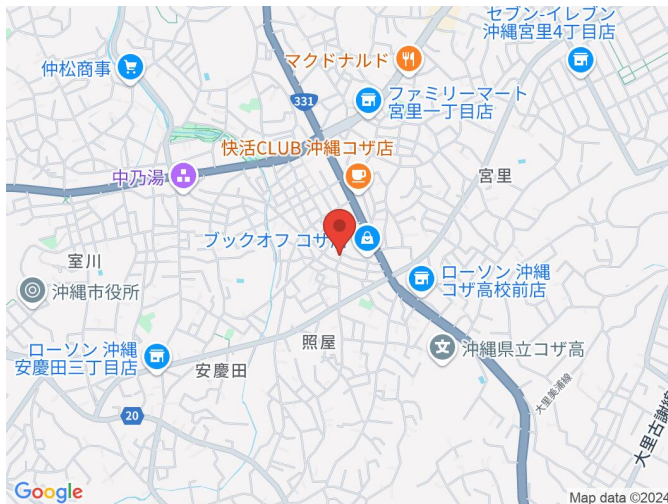 セブン-イレブン
沖縄宮里4丁目店
仲松商事
マクドナルド
331
ファミリーマート
宮里一丁目店
快活CLUB 沖縄コザ店
中乃湯
宮里
ブックオフ コザ
室川
沖縄市役所
ローソン 沖縄
コザ高校前店
照屋
ローソン 沖縄
安慶田三丁目店
安慶田
沖縄県立コザ高
大里美浦線
大里古謝線
20
Google
Map data ©2024